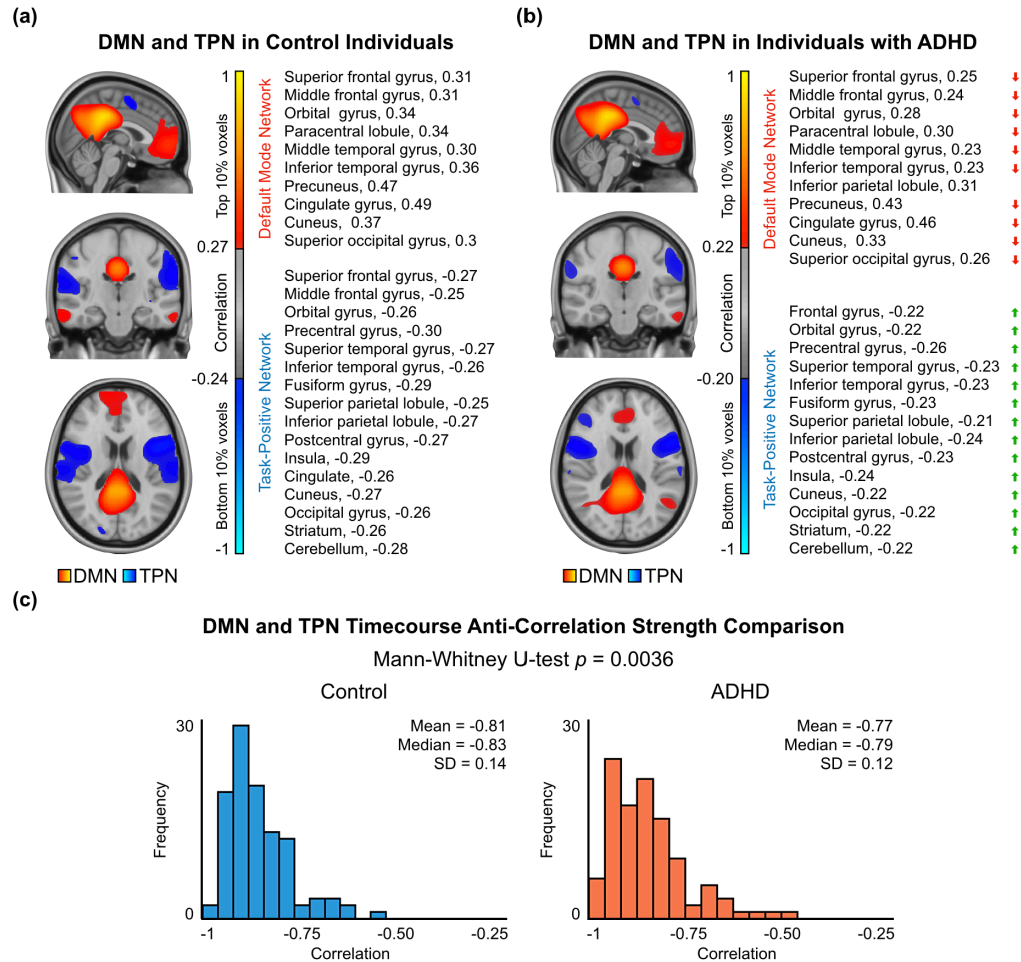 (a)
DMN and TPN in Control Individuals
1
0.27
-0.24
-1
Top 10% voxels
Correlation
Bottom 10% voxels
Default Mode Network
Superior frontal gyrus, 0.31
Middle frontal gyrus, 0.31
Orbital gyrus, 0.34
Paracentral lobule, 0.34
Middle temporal gyrus, 0.30
Inferior temporal gyrus, 0.36
Precuneus, 0.47
Cingulate gyrus, 0.49
Cuneus, 0.37
Superior occipital gyrus, 0.3
Task-Positive Network
Superior frontal gyrus, -0.27
Middle frontal gyrus, -0.25
Orbital gyrus, -0.26
Precentral gyrus, -0.30
Superior temporal gyrus, -0.27
Inferior temporal gyrus, -0.26
Fusiform gyrus, -0.29
Superior parietal lobule, -0.25
Inferior parietal lobule, -0.27
Postcentral gyrus, -0.27
Insula, -0.29
Cingulate, -0.26
Cuneus, -0.27
Occipital gyrus, -0.26
Striatum, -0.26
Cerebellum, -0.28
DMN TPN
(b)
DMN and TPN in Individuals with ADHD
1
0.22
-0.20
-1
Top 10% voxels
Correlation
Bottom 10% voxels
Default Mode Network
Superior frontal gyrus, 0.25
Middle frontal gyrus, 0.24
Orbital gyrus, 0.28
Paracentral lobule, 0.30
Middle temporal gyrus, 0.23
Inferior temporal gyrus, 0.23
Inferior parietal lobule, 0.31
Precuneus, 0.43
Cingulate gyrus, 0.46
Cuneus, 0.33
Superior occipital gyrus, 0.26
Task-Positive Network
Frontal gyrus, -0.22
Orbital gyrus, -0.22
Precentral gyrus, -0.26
Superior temporal gyrus, -0.23
Inferior temporal gyrus, -0.23
Fusiform gyrus, -0.23
Superior parietal lobule, -0.21
Inferior parietal lobule, -0.24
Postcentral gyrus, -0.23
Insula, -0.24
Cuneus, -0.22
Occipital gyrus, -0.22
Striatum, -0.22
Cerebellum, -0.22
DMN TPN
(c)
DMN and TPN Timecourse Anti-Correlation Strength Comparison
Mann-Whitney U-test p = 0.0036
Control
Mean = -0.81
Median = -0.83
SD = 0.14
30
0
Frequency
-1 -0.75 -0.50 -0.25
Correlation
ADHD
Mean = -0.77
Median = -0.79
SD = 0.12
30
0
Frequency
-1 -0.75 -0.50 -0.25
Correlation